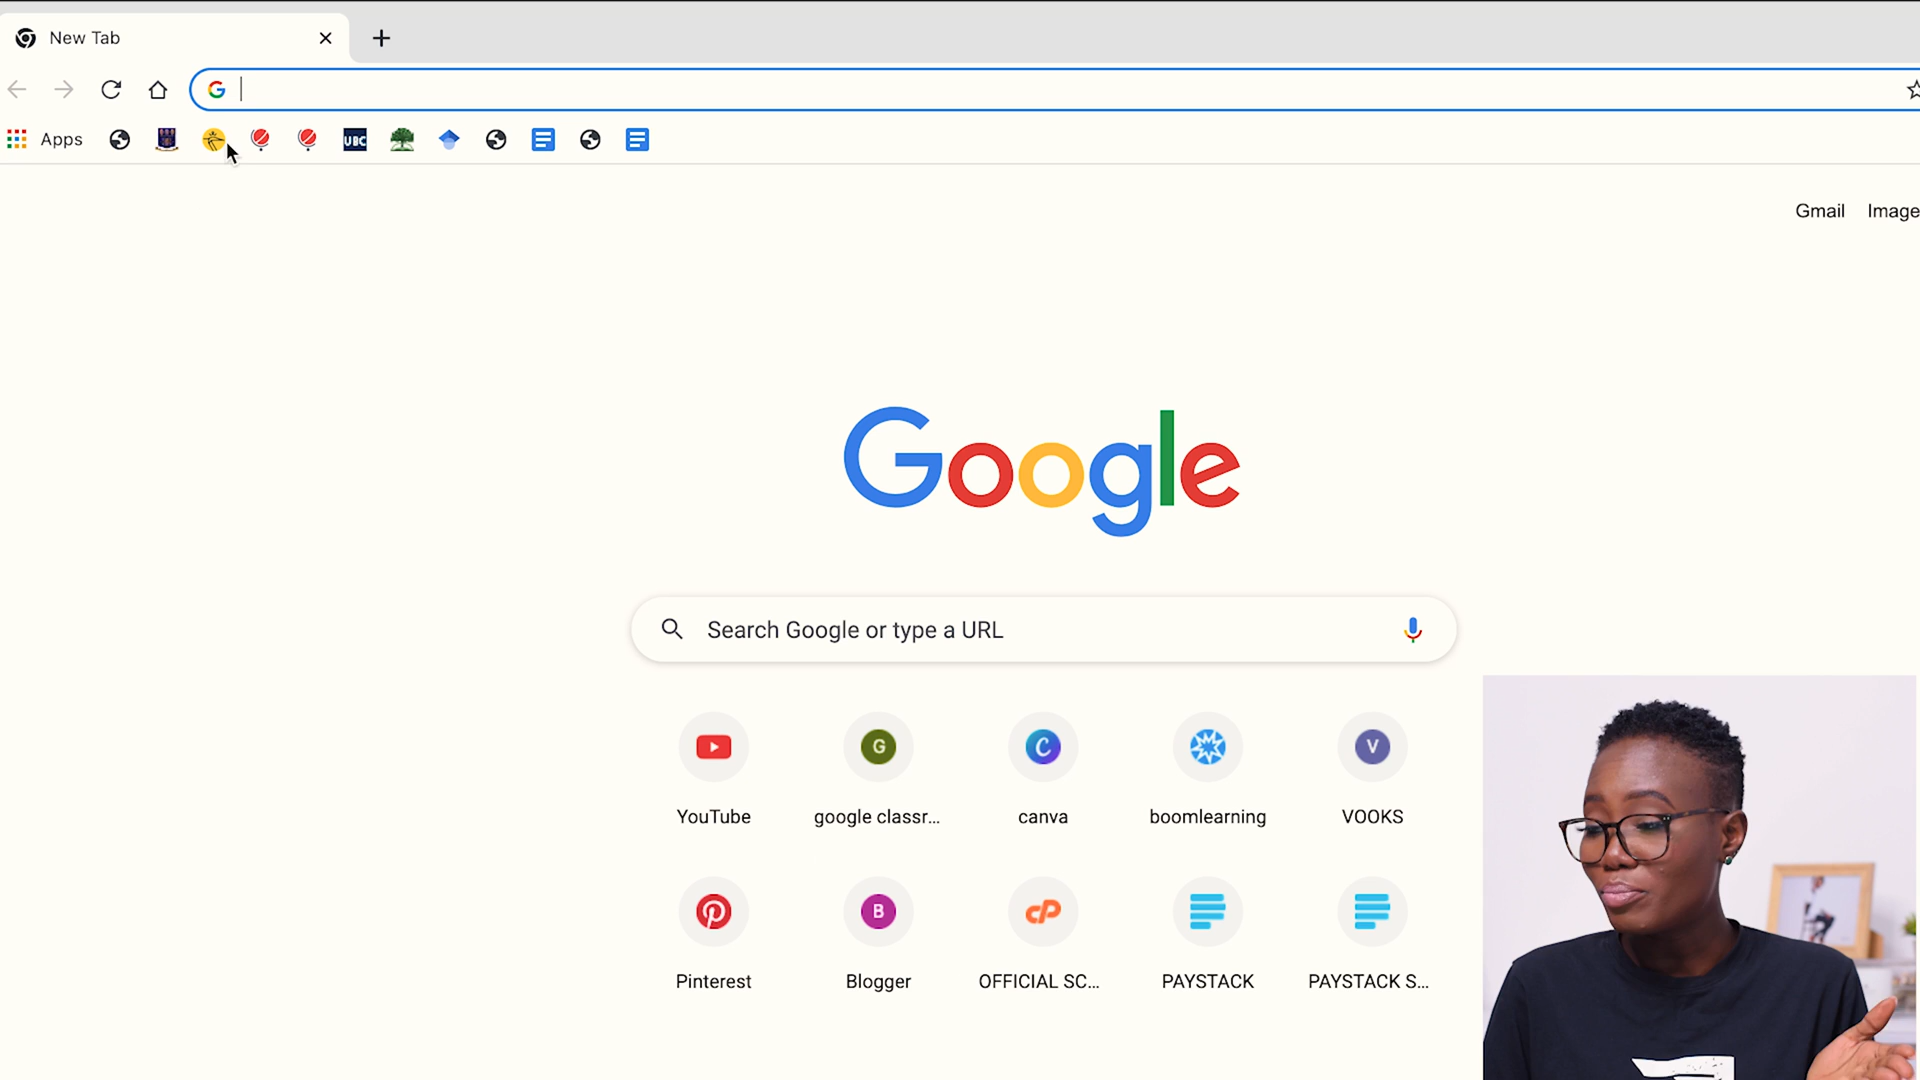 New Tab
Apps
UBC
Gmail Image
Google
Search Google or type a URL
G
C
V
YouTube
google classr...
canva
boomlearning
VOOKS
B
cP
Pinterest
Blogger
OFFICIAL SC...
PAYSTACK
PAYSTACK S...